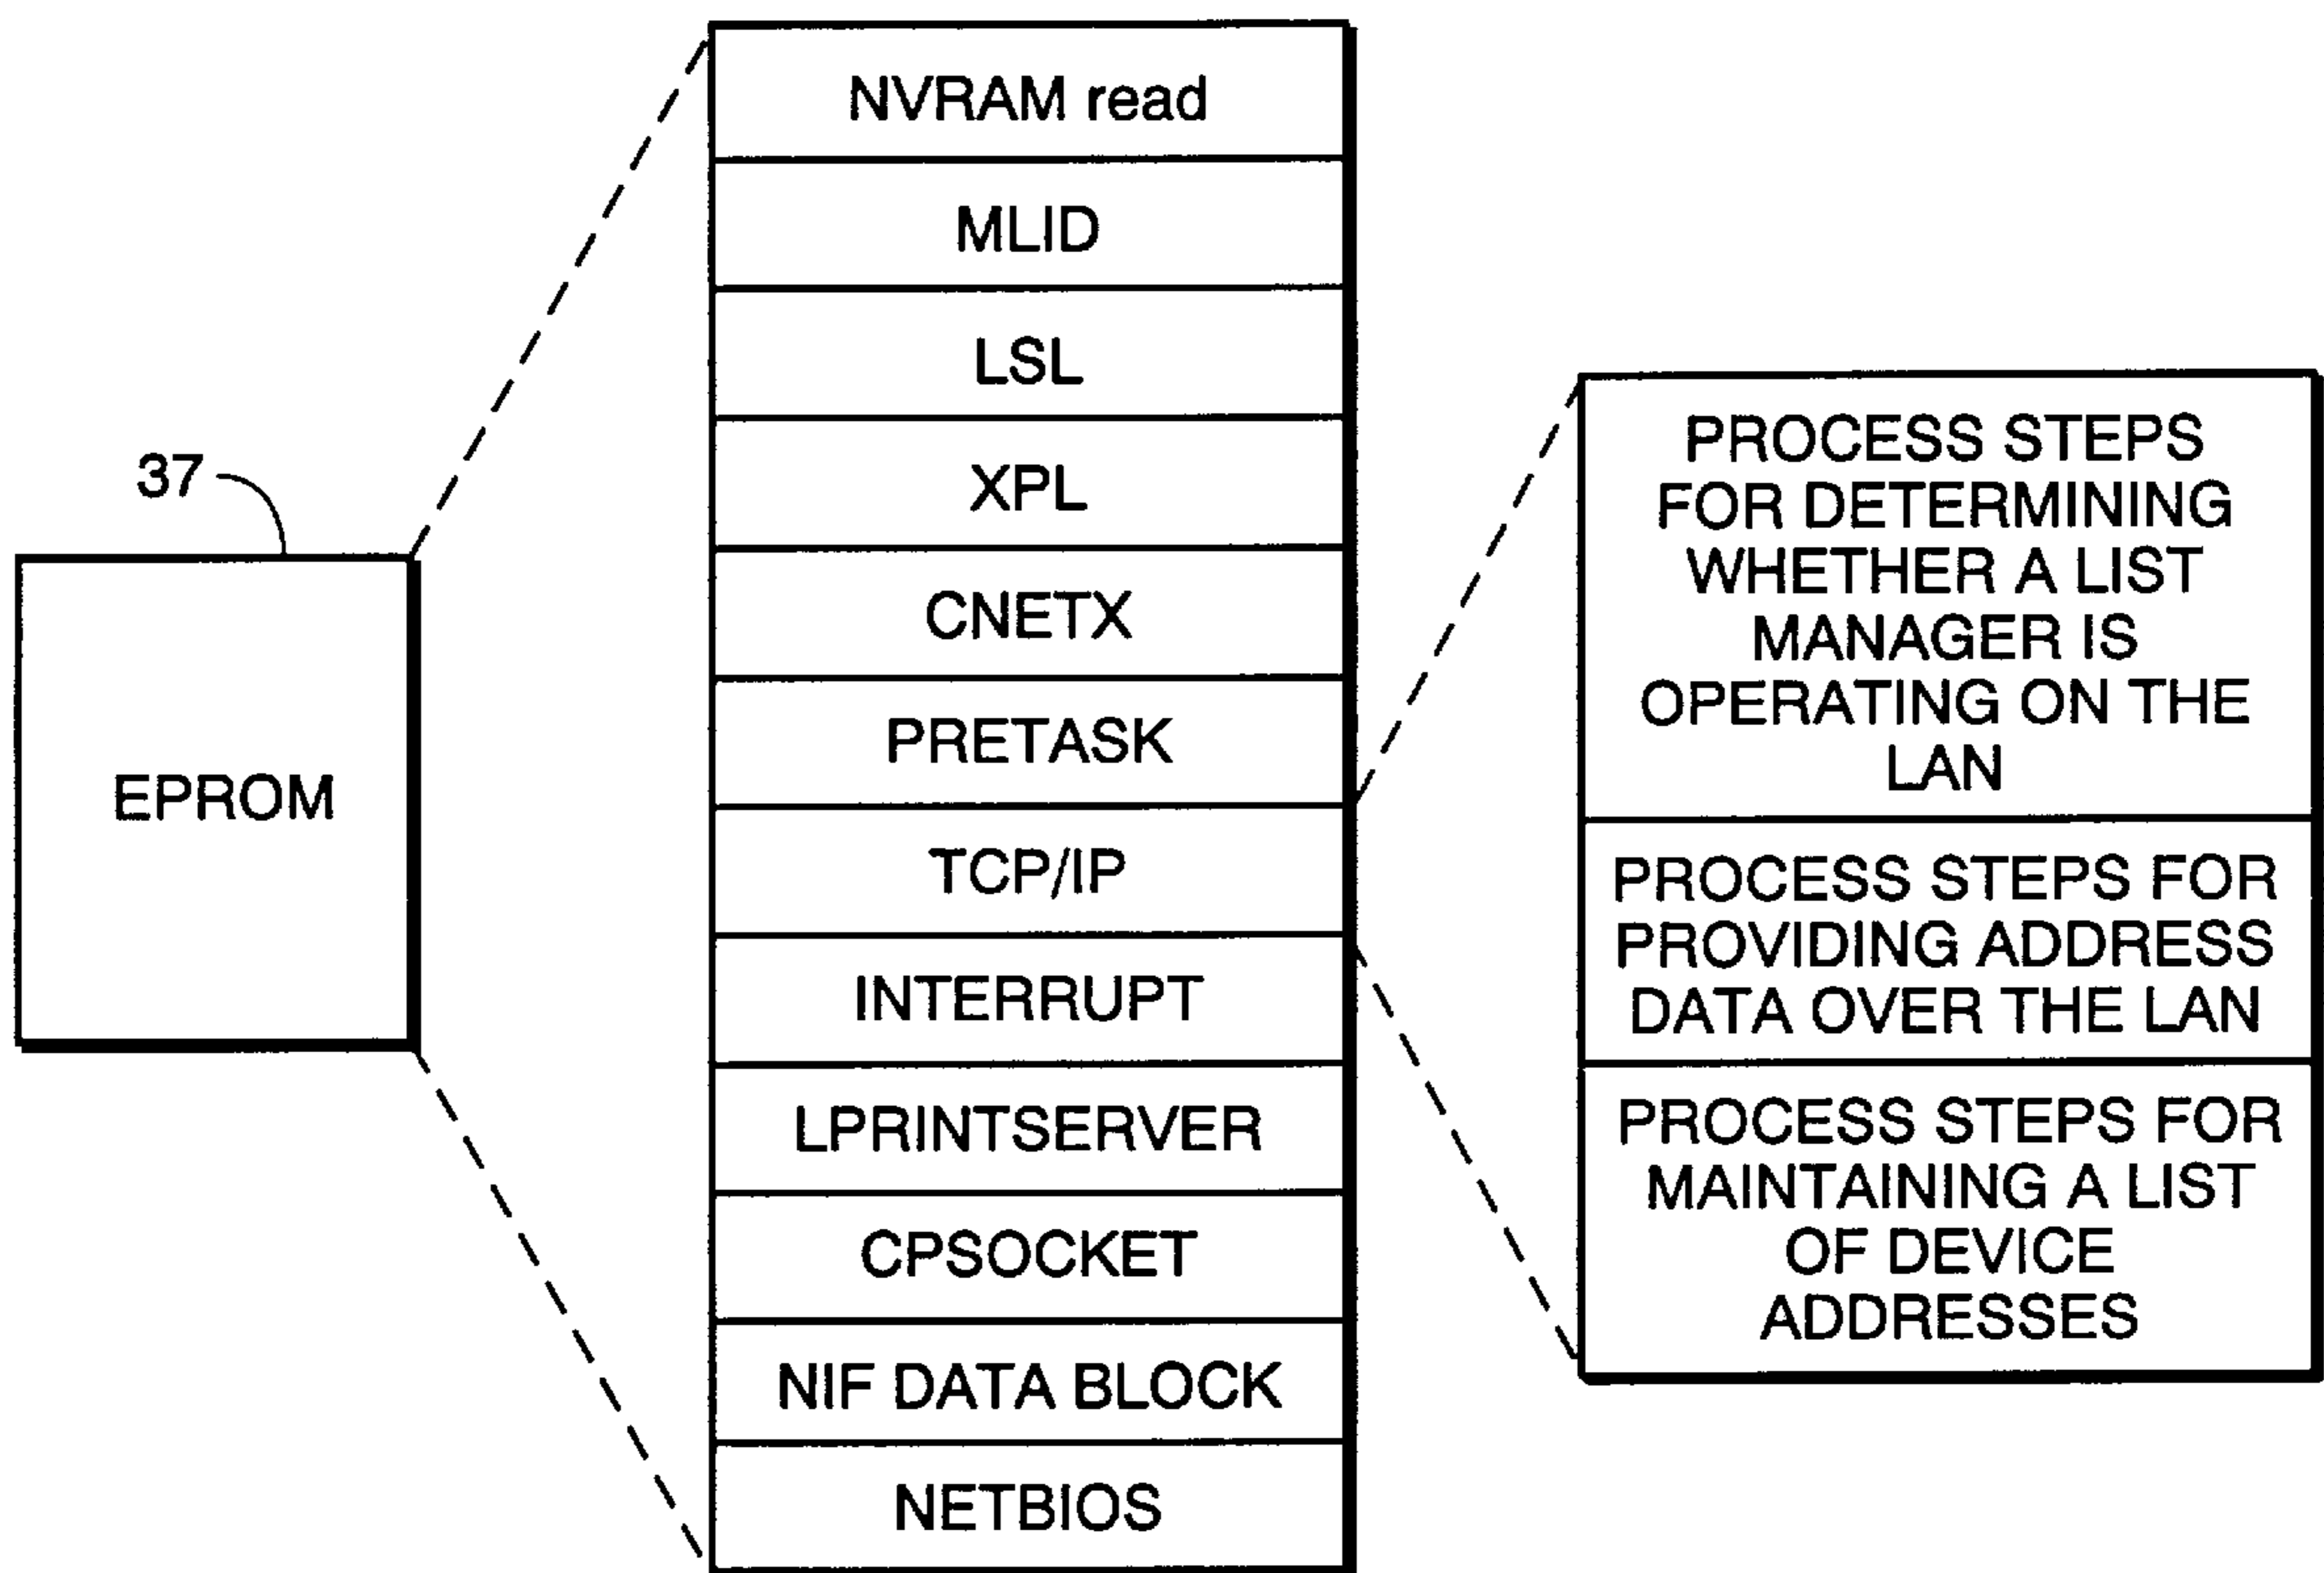 37
EPROM
NVRAM read
MLID
LSL
XPL
CNETX
PRETASK
TCP/IP
INTERRUPT
LPRINTSERVER
CPSOCKET
NIF DATA BLOCK
NETBIOS
PROCESS STEPS
FOR DETERMINING
WHETHER A LIST
MANAGER IS
OPERATING ON THE
LAN
PROCESS STEPS FOR
PROVIDING ADDRESS
DATA OVER THE LAN
PROCESS STEPS FOR
MAINTAINING A LIST
OF DEVICE
ADDRESSES